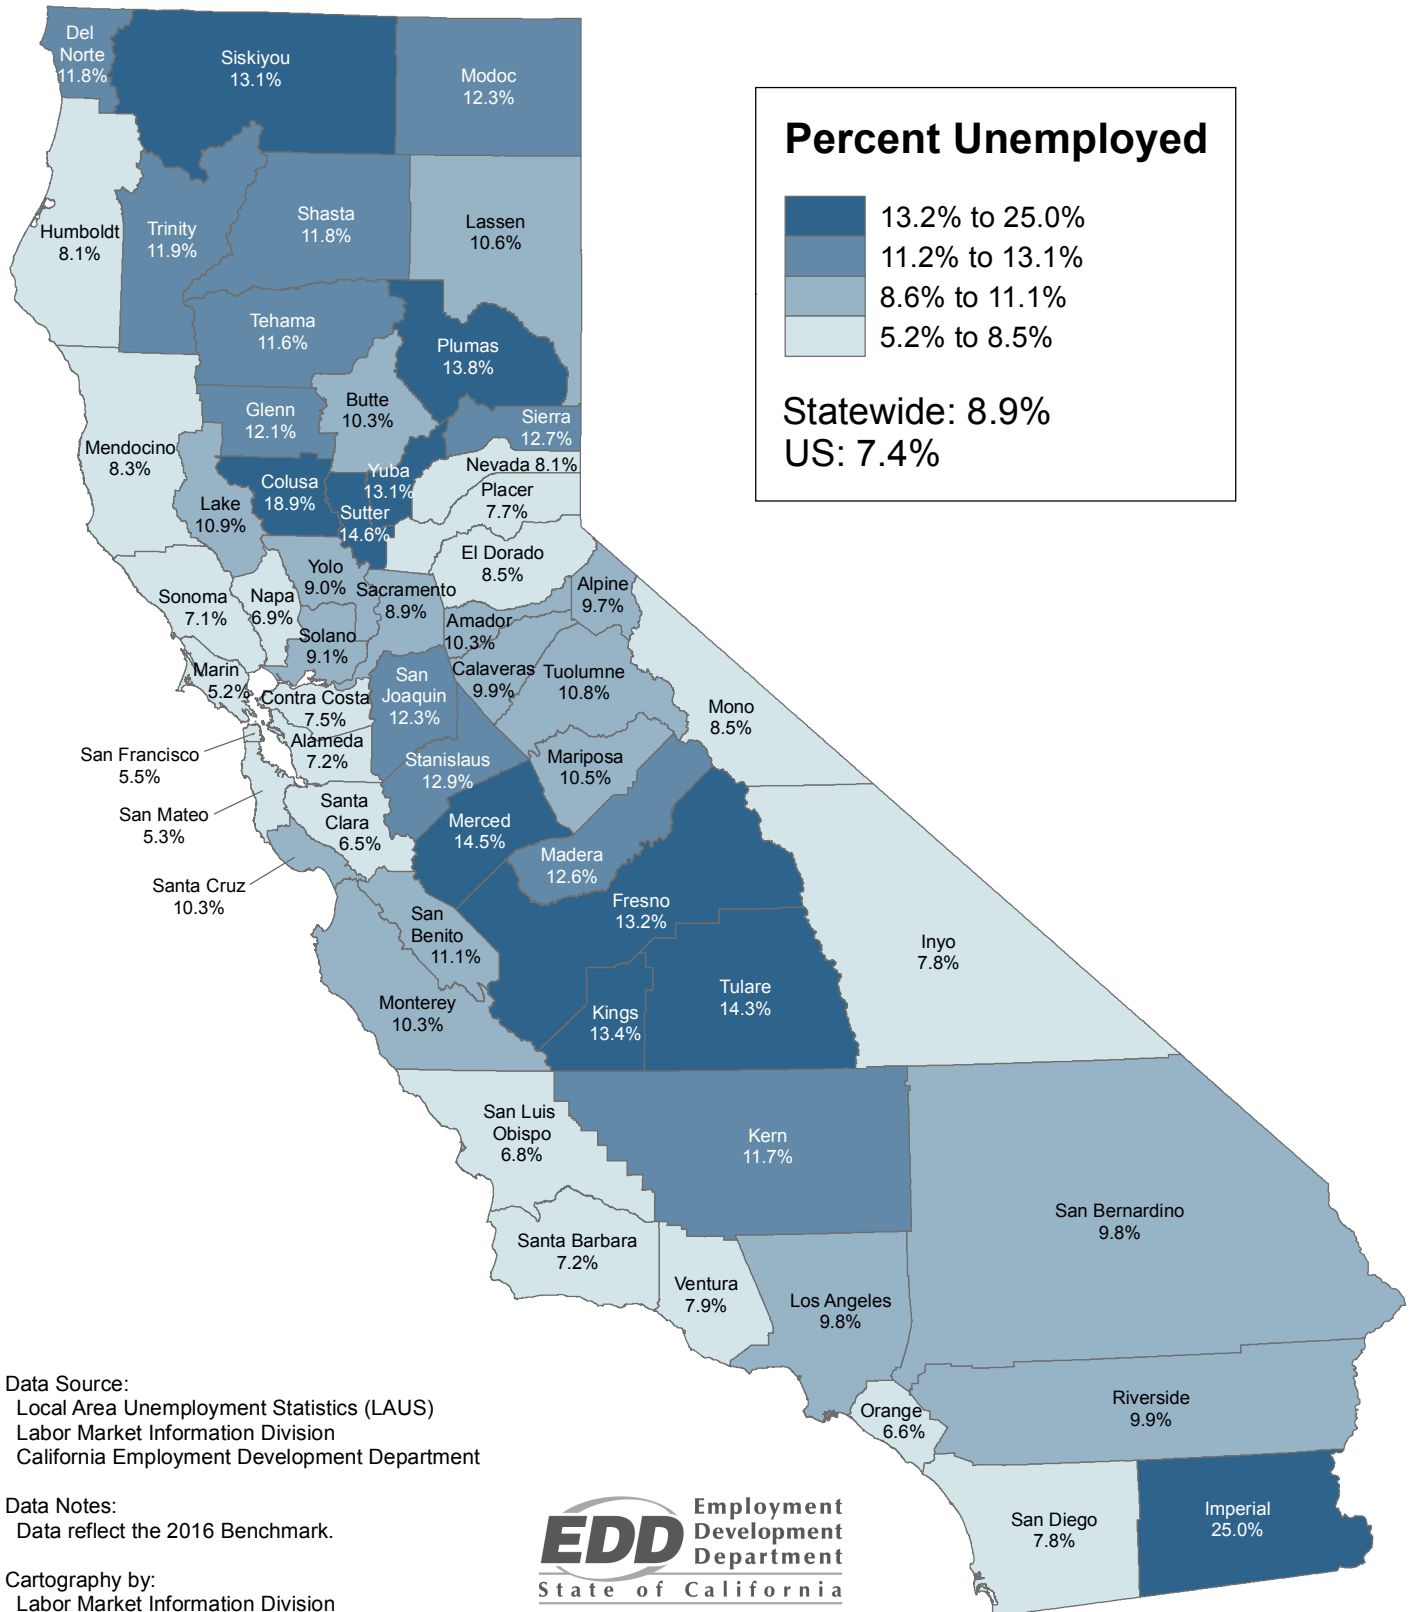 Del
Norte
11.8%
Siskiyou
13.1%
Modoc
12.3%
Percent Unemployed
13.2% to 25.0%
11.2% to 13.1%
8.6% to 11.1%
5.2% to 8.5%
Statewide: 8.9%
US: 7.4%
Humboldt
8.1%
Trinity
11.9%
Shasta
11.8%
Lassen
10.6%
Tehama
11.6%
Plumas
13.8%
Butte
10.3%
Glenn
12.1%
Sierra
12.7%
Mendocino
8.3%
Nevada 8.1%
Yuba
13.1%
Colusa
18.9%
Placer
7.7%
Lake
10.9%
Sutter
14.6%
El Dorado
8.5%
Yolo
9.0%
Sacramento
8.9%
Alpine
9.7%
Sonoma
7.1%
Napa
6.9%
Amador
10.3%
Solano
9.1%
Marin
5.2%
San
Joaquin
12.3%
Calaveras
9.9%
Tuolumne
10.8%
Contra Costa
7.5%
Mono
8.5%
Alameda
7.2%
San Francisco
5.5%
Stanislaus
12.9%
Mariposa
10.5%
San Mateo
5.3%
Santa
Clara
6.5%
Merced
14.5%
Madera
12.6%
Santa Cruz
10.3%
Fresno
13.2%
San
Benito
11.1%
Inyo
7.8%
Monterey
10.3%
Kings
13.4%
Tulare
14.3%
San Luis
Obispo
6.8%
Kern
11.7%
San Bernardino
9.8%
Santa Barbara
7.2%
Ventura
7.9%
Los Angeles
9.8%
Orange
6.6%
Riverside
9.9%
San Diego
7.8%
Imperial
25.0%
Data Source:
Local Area Unemployment Statistics (LAUS)
Labor Market Information Division
California Employment Development Department
Data Notes:
Data reflect the 2016 Benchmark.
Cartography by:
Labor Market Information Division
EDD
Employment
Development
Department
State of California